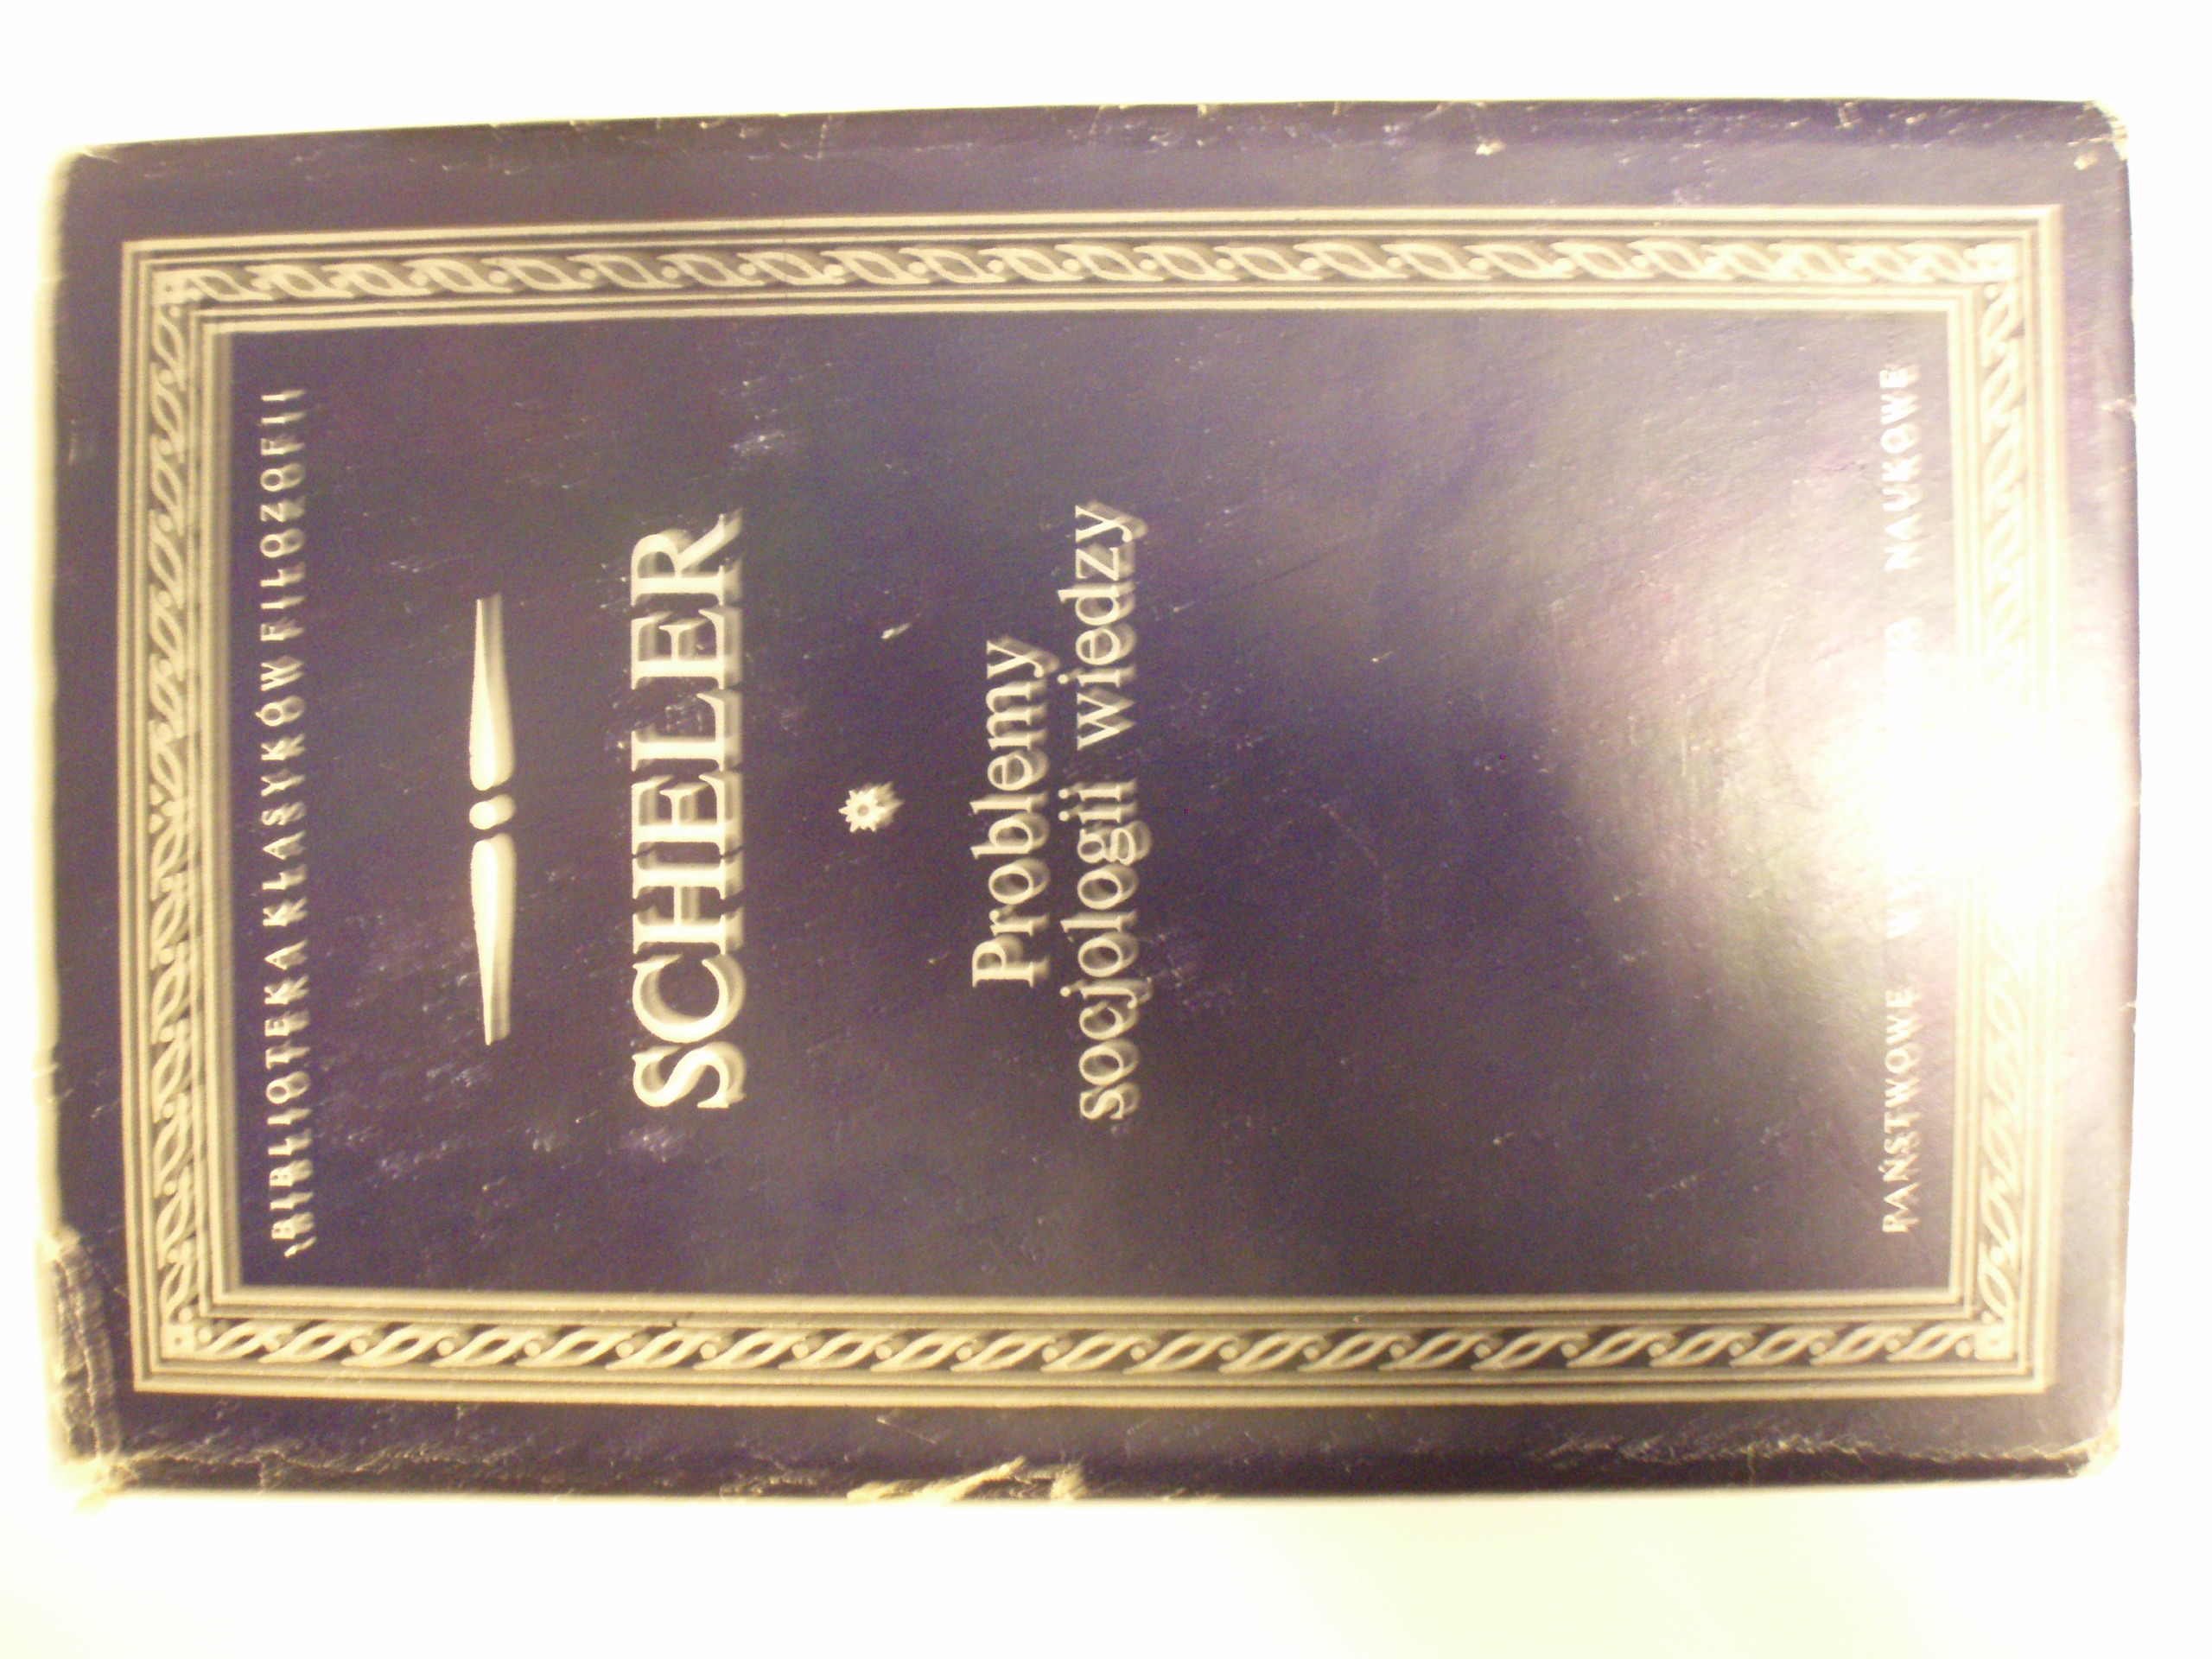 BIBLIOTEKA KLASYKÓW FILOZOFII
SCHELER
Problemy
socjologii wiedzy
PAŃSTWOWE NAUKOWE